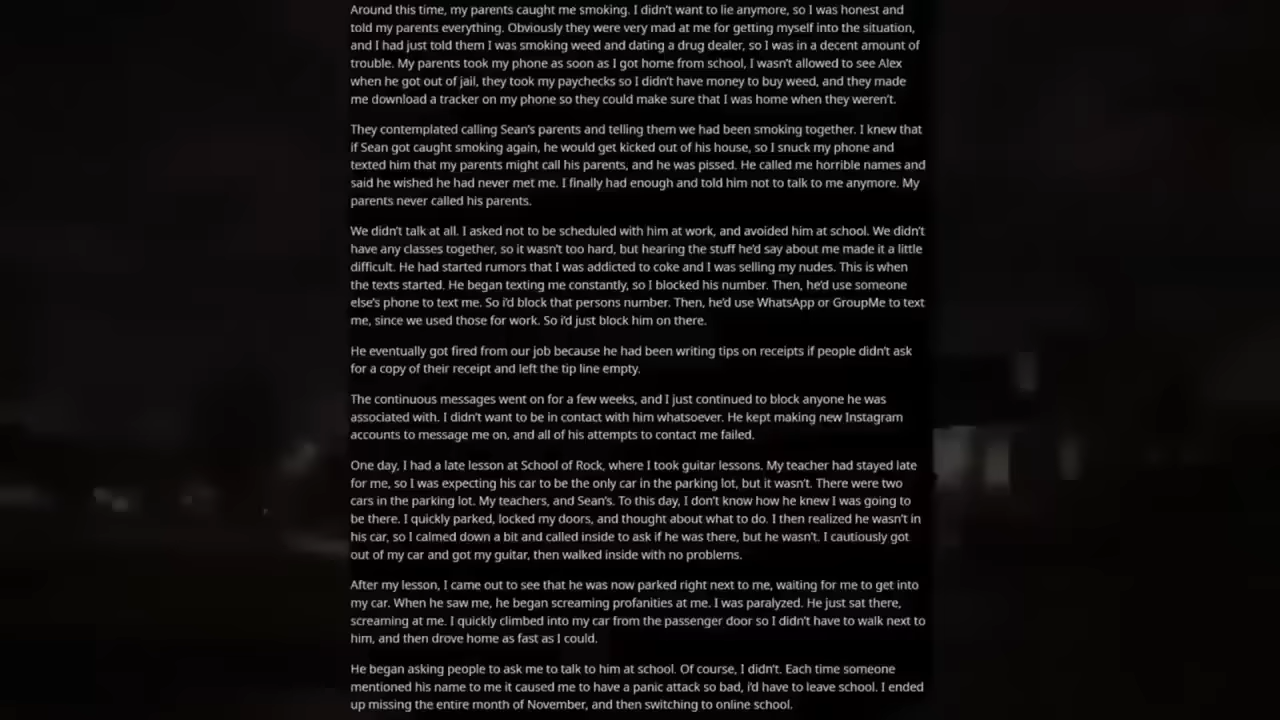 Around this time, my parents caught me smoking. I didn't want to lie anymore, so I was honest and
told my parents everything. Obviously they were very mad at me for getting myself into the situation,
and I had just told them I was smoking weed and dating a drug dealer, so I was in a decent amount of
trouble. My parents took my phone as soon as I got home from school, I wasn't allowed to see Alex
when he got out of jail, they took my paychecks so I didn't have money to buy weed, and they made
me download a tracker on my phone so they could make sure that I was home when they weren't.
They contemplated calling Sean's parents and telling them we had been smoking together. I knew that
if Sean got caught smoking again, he would get kicked out of his house, so I snuck my phone and
texted him that my parents might call his parents, and he was pissed. He called me horrible names and
said he wished he had never met me. I finally had enough and told him not to talk to me anymore. My
parents never called his parents.
We didn't talk at all. I asked not to be scheduled with him at work, and avoided him at school. We didn't
have any classes together, so it wasn't too hard, but hearing the stuff he'd say about me made it a little
difficult. He had started rumors that I was addicted to coke and I was selling my nudes. This is when
the texts started. He began texting me constantly, so I blocked his number. Then, he'd use someone
else's phone to text me. So i'd block that persons number. Then, he'd use WhatsApp or GroupMe to text
me, since we used those for work. So i'd just block him on there.
He eventually got fired from our job because he had been writing tips on receipts if people didn't ask
for a copy of their receipt and left the tip line empty.
The continuous messages went on for a few weeks, and I just continued to block anyone he was
associated with. I didn't want to be in contact with him whatsoever. He kept making new Instagram
accounts to message me on, and all of his attempts to contact me failed.
One day, I had a late lesson at School of Rock, where I took guitar lessons. My teacher had stayed late
for me, so I was expecting his car to be the only car in the parking lot, but it wasn't. There were two
cars in the parking lot. My teachers, and Sean's. To this day, I don't know how he knew I was going to
be there. I quickly parked, locked my doors, and thought about what to do. I then realized he wasn't in
his car, so I calmed down a bit and called inside to ask if he was there, but he wasn't. I cautiously got
out of my car and got my guitar, then walked inside with no problems.
After my lesson, I came out to see that he was now parked right next to me, waiting for me to get into
my car. When he saw me, he began screaming profanities at me. I was paralyzed. He just sat there,
screaming at me. I quickly climbed into my car from the passenger door so I didn't have to walk next to
him, and then drove home as fast as I could.
He began asking people to ask me to talk to him at school. Of course, I didn't. Each time someone
mentioned his name to me it caused me to have a panic attack so bad, i'd have to leave school. I ended
up missing the entire month of November, and then switching to online school.